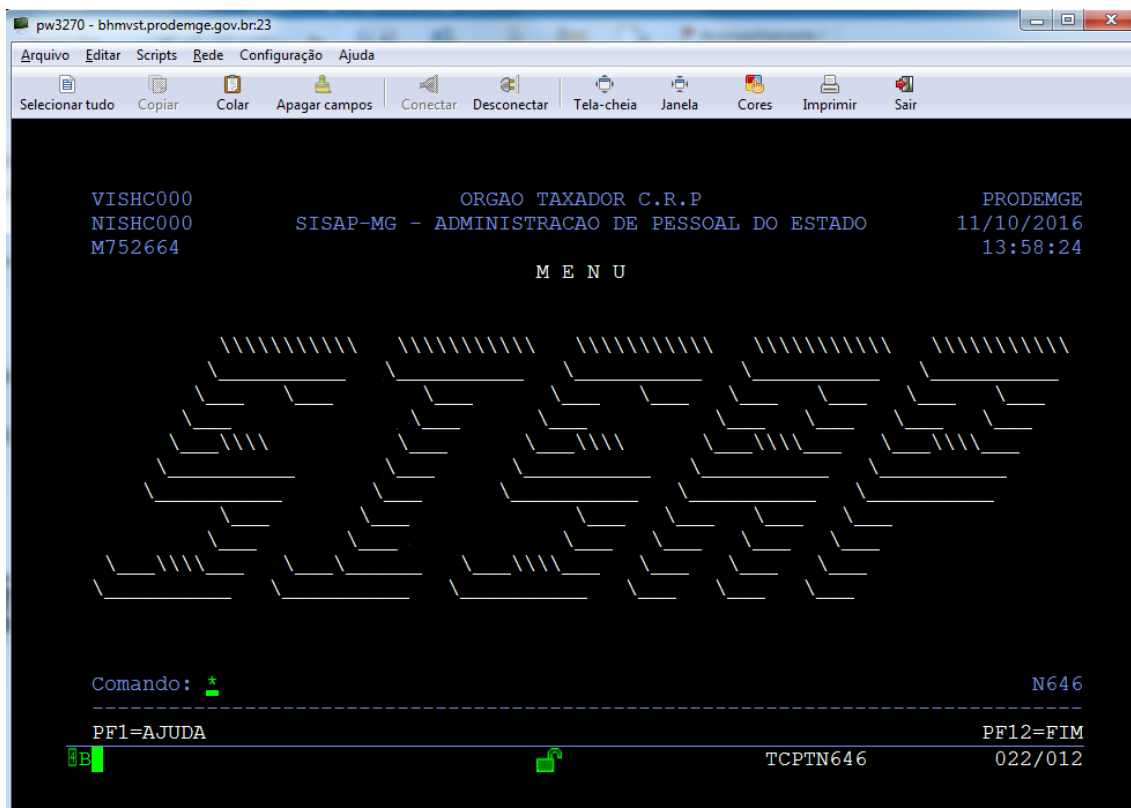 pw3270 - bhmvst.prodemge.gov.br:23
Arquivo Editar Scripts Rede Configuração Ajuda
Selecionar tudo Copiar Colar Apagar campos Conectar Desconectar Tela-cheia Janela Cores Imprimir Sair
VISHC000 ORGAO TAXADOR C.R.P PRODEMGE
NISHC000 SISAP-MG - ADMINISTRACAO DE PESSOAL DO ESTADO 11/10/2016
M752664 13:58:24
M E N U
SISAP
Comando: * N646
PF1=AJUDA PF12=FIM
4B TCPTN646 022/012